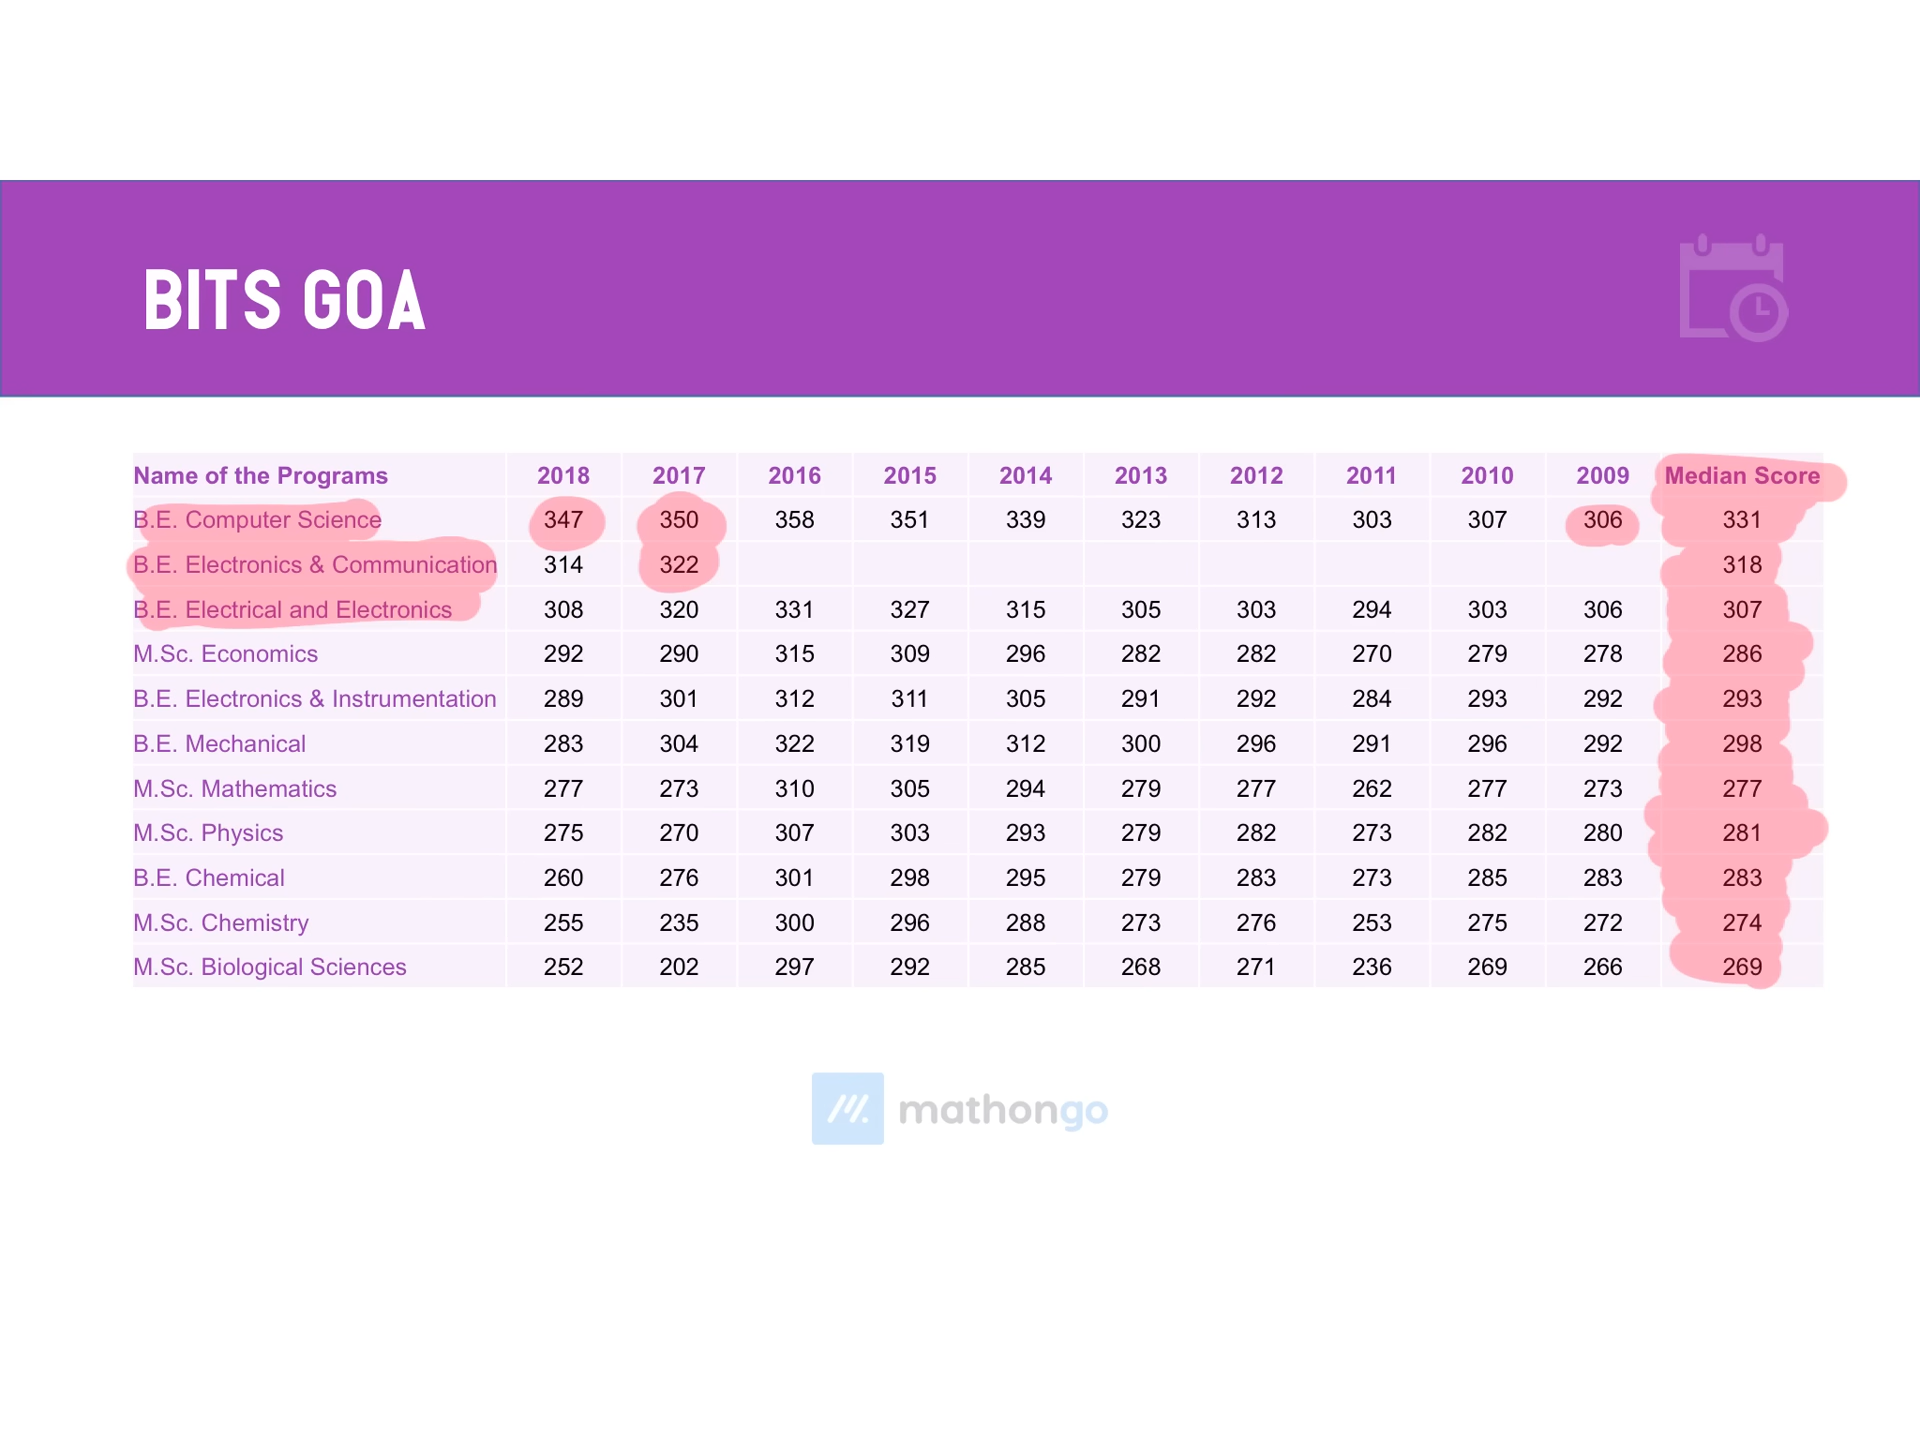 BITS GOA
Name of the Programs 2018 2017 2016 2015 2014 2013 2012 2011 2010 2009 Median Score
B.E. Computer Science 347 350 358 351 339 323 313 303 307 306 331
B.E. Electronics & Communication 314 322 318
B.E. Electrical and Electronics 308 320 331 327 315 305 303 294 303 306 307
M.Sc. Economics 292 290 315 309 296 282 282 270 279 278 286
B.E. Electronics & Instrumentation 289 301 312 311 305 291 292 284 293 292 293
B.E. Mechanical 283 304 322 319 312 300 296 291 296 292 298
M.Sc. Mathematics 277 273 310 305 294 279 277 262 277 273 277
M.Sc. Physics 275 270 307 303 293 279 282 273 282 280 281
B.E. Chemical 260 276 301 298 295 279 283 273 285 283 283
M.Sc. Chemistry 255 235 300 296 288 273 276 253 275 272 274
M.Sc. Biological Sciences 252 202 297 292 285 268 271 236 269 266 269
mathongo